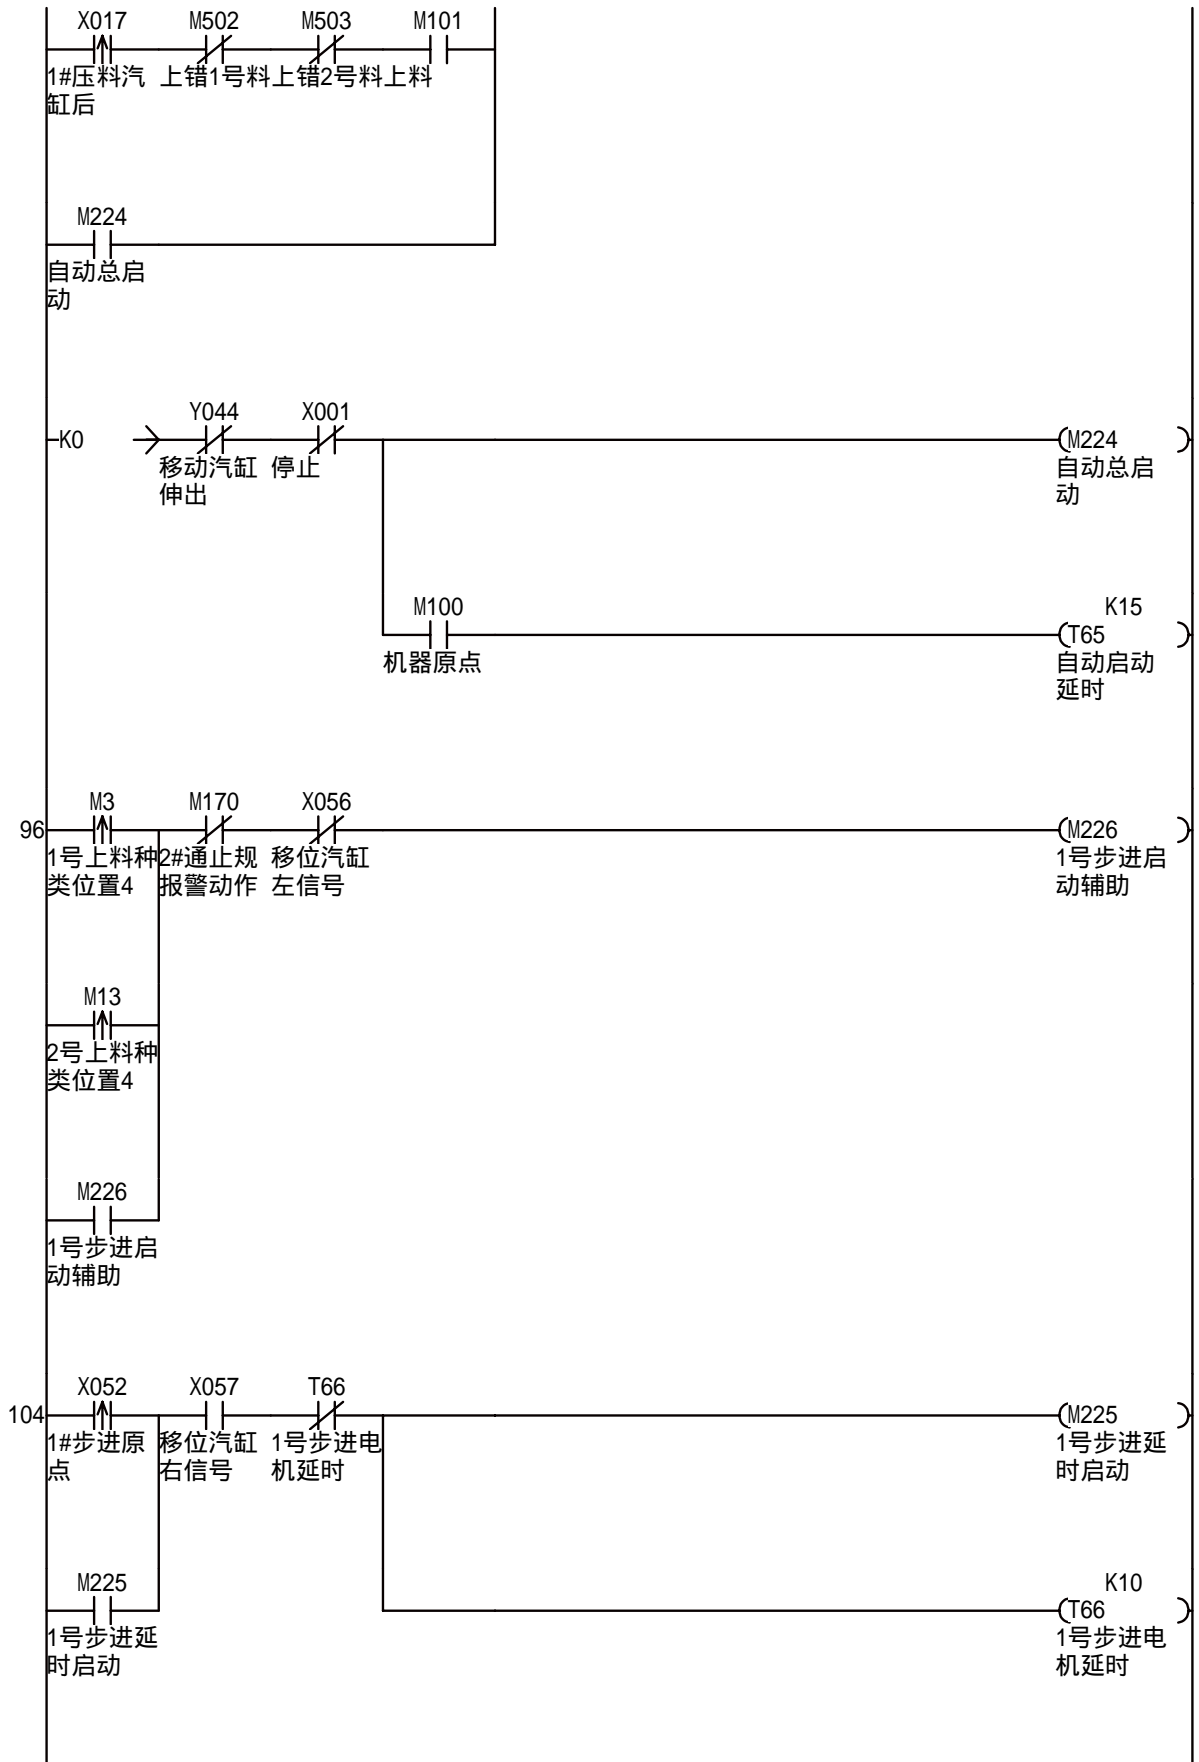 X017 M502 M503 M101
1#压料汽 上错1号料 上错2号料 上料
缸后
M224
自动总启
动
Y044 X001
K0 M224
移动汽缸 停止 自动总启
伸出 动
M100 K15
T65
机器原点 自动启动
延时
M3 M170 X056
96 M226
1号上料种 2#通止规 移位汽缸 1号步进启
类位置4 报警动作 左信号 动辅助
M13
2号上料种
类位置4
M226
1号步进启
动辅助
X052 X057 T66
104 M225
1#步进原 移位汽缸 1号步进电 1号步进延
点 右信号 机延时 时启动
M225 K10
T66
1号步进延 1号步进电
时启动 机延时